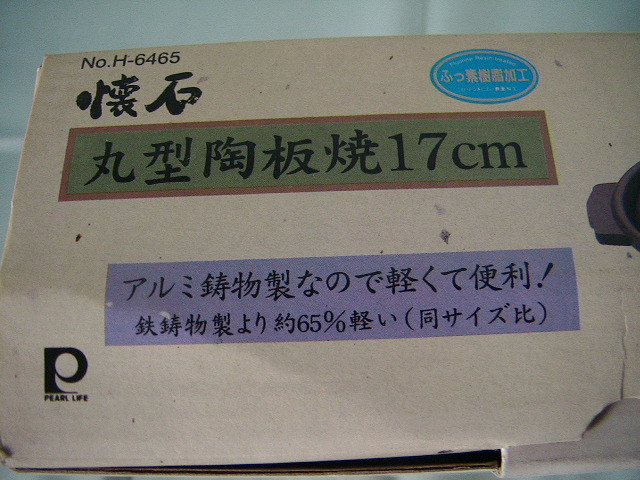 No.H-6465
懐石
ふっ素樹脂加工
丸型陶板焼17cm
アルミ鋳物製なので軽くて便利!
鉄鋳物製より約65%軽い(同サイズ比)
PEARL LIFE